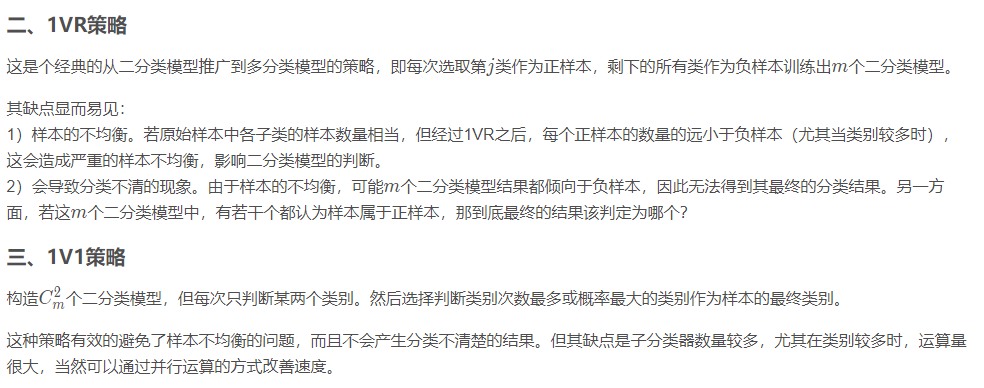 二、1VR策略
这是个经典的从二分类模型推广到多分类模型的策略，即每次选取第j类作为正样本，剩下的所有类作为负样本训练出m个二分类模型。
其缺点显而易见：
1）样本的不均衡。若原始样本中各子类的样本数量相当，但经过1VR之后，每个正样本的数量的远小于负样本（尤其当类别较多时），
这会造成严重的样本不均衡，影响二分类模型的判断。
2）会导致分类不清的现象。由于样本的不均衡，可能m个二分类模型结果都倾向于负样本，因此无法得到其最终的分类结果。另一方
面，若这m个二分类模型中，有若干个都认为样本属于正样本，那到底最终的结果该判定为哪个？
三、1V1策略
构造C_m^2个二分类模型，但每次只判断某两个类别。然后选择判断类别次数最多或概率最大的类别作为样本的最终类别。
这种策略有效的避免了样本不均衡的问题，而且不会产生分类不清楚的结果。但其缺点是子分类器数量较多，尤其在类别较多时，运算量
很大，当然可以通过并行运算的方式改善速度。